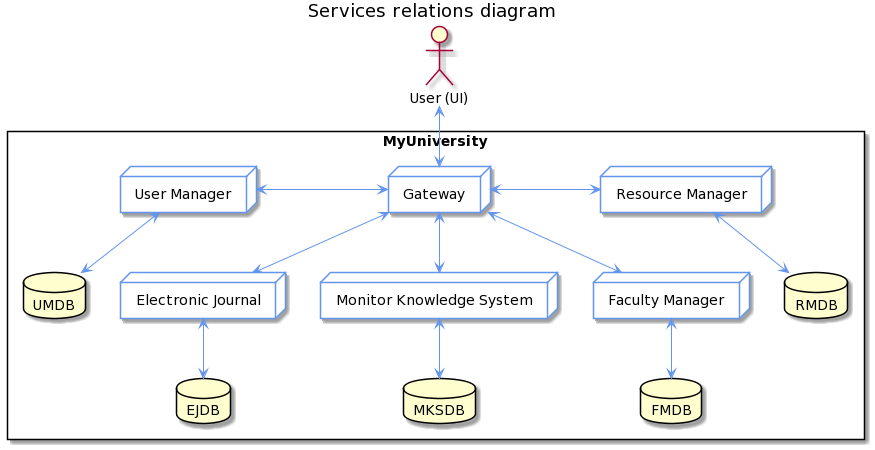 Services relations diagram
User (UI)
MyUniversity
User Manager
Gateway
Resource Manager
UMDB
Electronic Journal
Monitor Knowledge System
Faculty Manager
RMDB
EJDB
MKSDB
FMDB